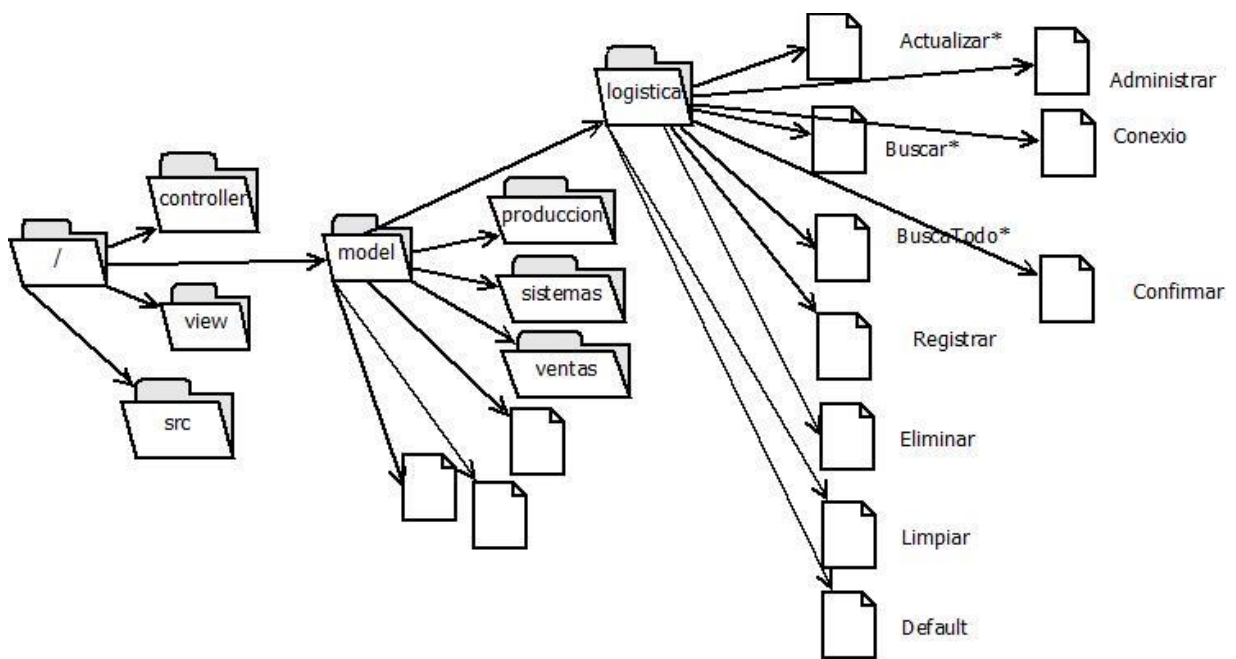 Actualizar*
Administrar
logistica
Conexio
Buscar*
controller
produccion
BuscaTodo*
/
model
sistemas
Confirmar
view
Registrar
ventas
src
Eliminar
Limpiar
Default